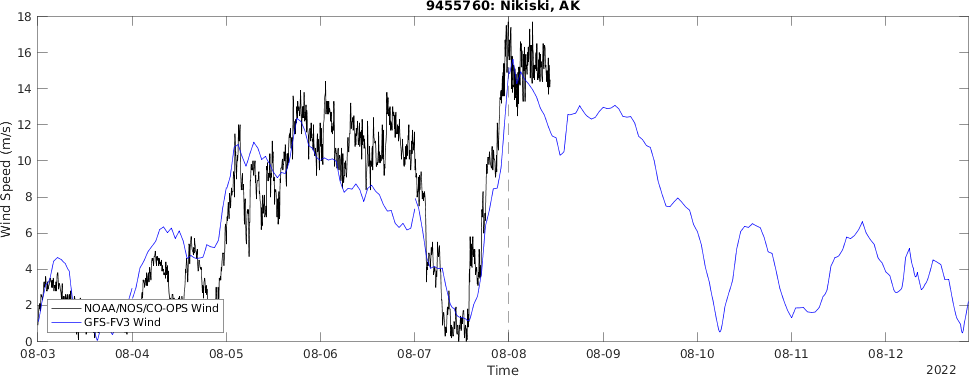 9455760: Nikiski, AK
18
16
14
12
10
8
6
4
2
0
Wind Speed (m/s)
NOAA/NOS/CO-OPS Wind
GFS-FV3 Wind
08-03 08-04 08-05 08-06 08-07 08-08 08-09 08-10 08-11 08-12
Time
2022